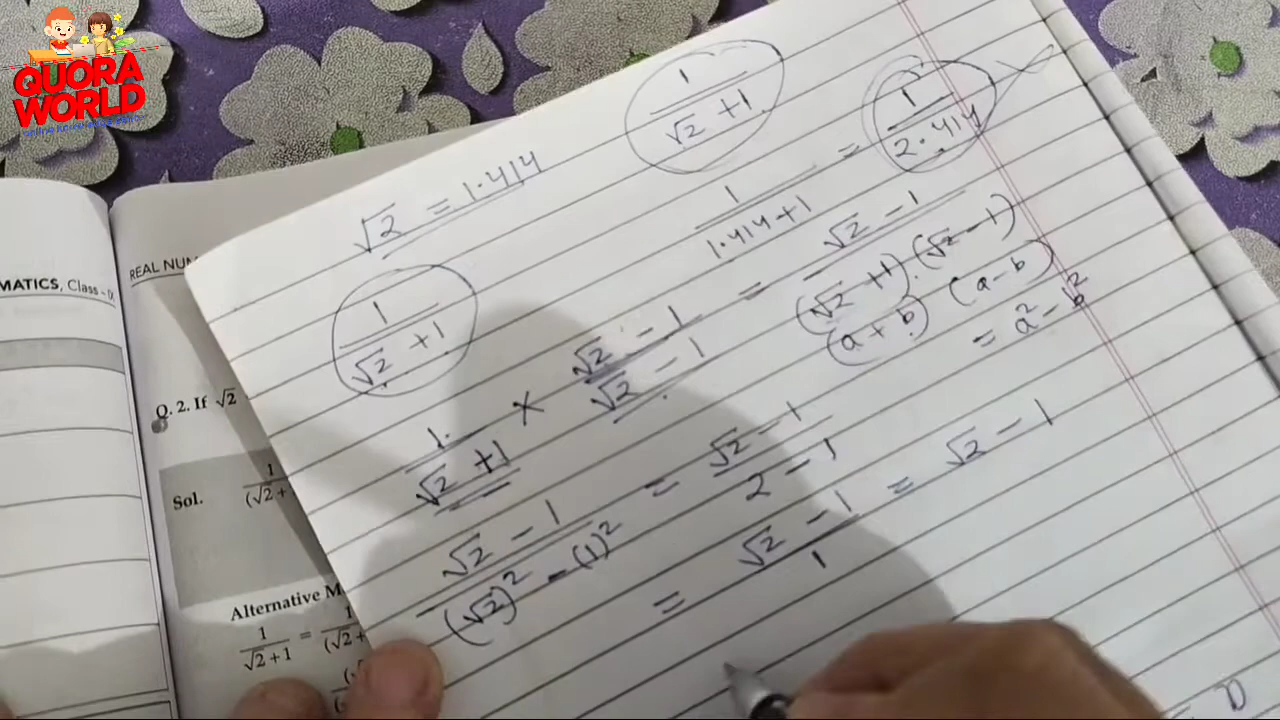 QUORA
WORLD
MATICS, Class - IX
REAL NUM
Q. 2. If √2
Sol. 1/(√2 +
Alternative M
1/(√2+1) = 1/(√2+
√2 = 1.414
1/(√2 + 1)
1/(1.414+1) = 1/2.414
1/(√2 + 1)
1/(√2 + 1) × (√2 - 1)/(√2 - 1) = (√2 - 1)/(√2 + 1).(√2 - 1)
(a + b) (a - b)
= a² - b²
(√2 - 1)/((√2)² - (1)²) = (√2 - 1)/(2 - 1)
= (√2 - 1)/1 = √2 - 1